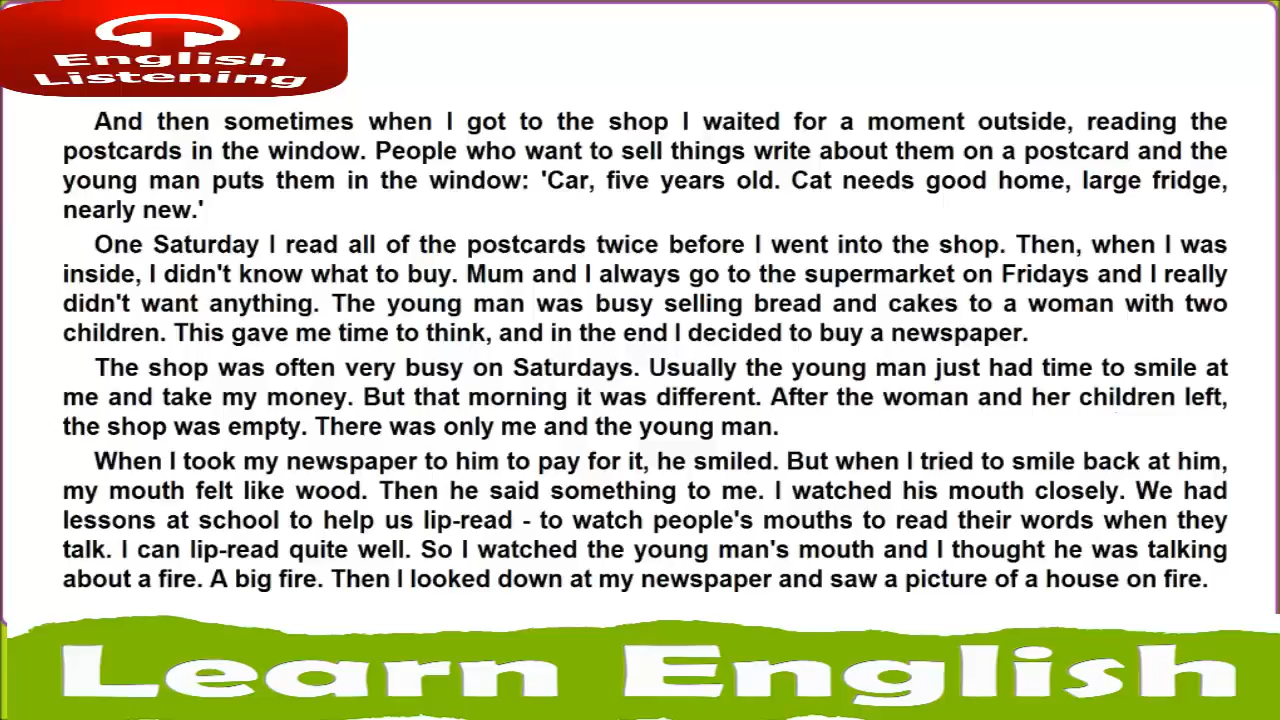 English
Listening
And then sometimes when I got to the shop I waited for a moment outside, reading the
postcards in the window. People who want to sell things write about them on a postcard and the
young man puts them in the window: 'Car, five years old. Cat needs good home, large fridge,
nearly new.'
One Saturday I read all of the postcards twice before I went into the shop. Then, when I was
inside, I didn't know what to buy. Mum and I always go to the supermarket on Fridays and I really
didn't want anything. The young man was busy selling bread and cakes to a woman with two
children. This gave me time to think, and in the end I decided to buy a newspaper.
The shop was often very busy on Saturdays. Usually the young man just had time to smile at
me and take my money. But that morning it was different. After the woman and her children left,
the shop was empty. There was only me and the young man.
When I took my newspaper to him to pay for it, he smiled. But when I tried to smile back at him,
my mouth felt like wood. Then he said something to me. I watched his mouth closely. We had
lessons at school to help us lip-read - to watch people's mouths to read their words when they
talk. I can lip-read quite well. So I watched the young man's mouth and I thought he was talking
about a fire. A big fire. Then I looked down at my newspaper and saw a picture of a house on fire.
Learn English